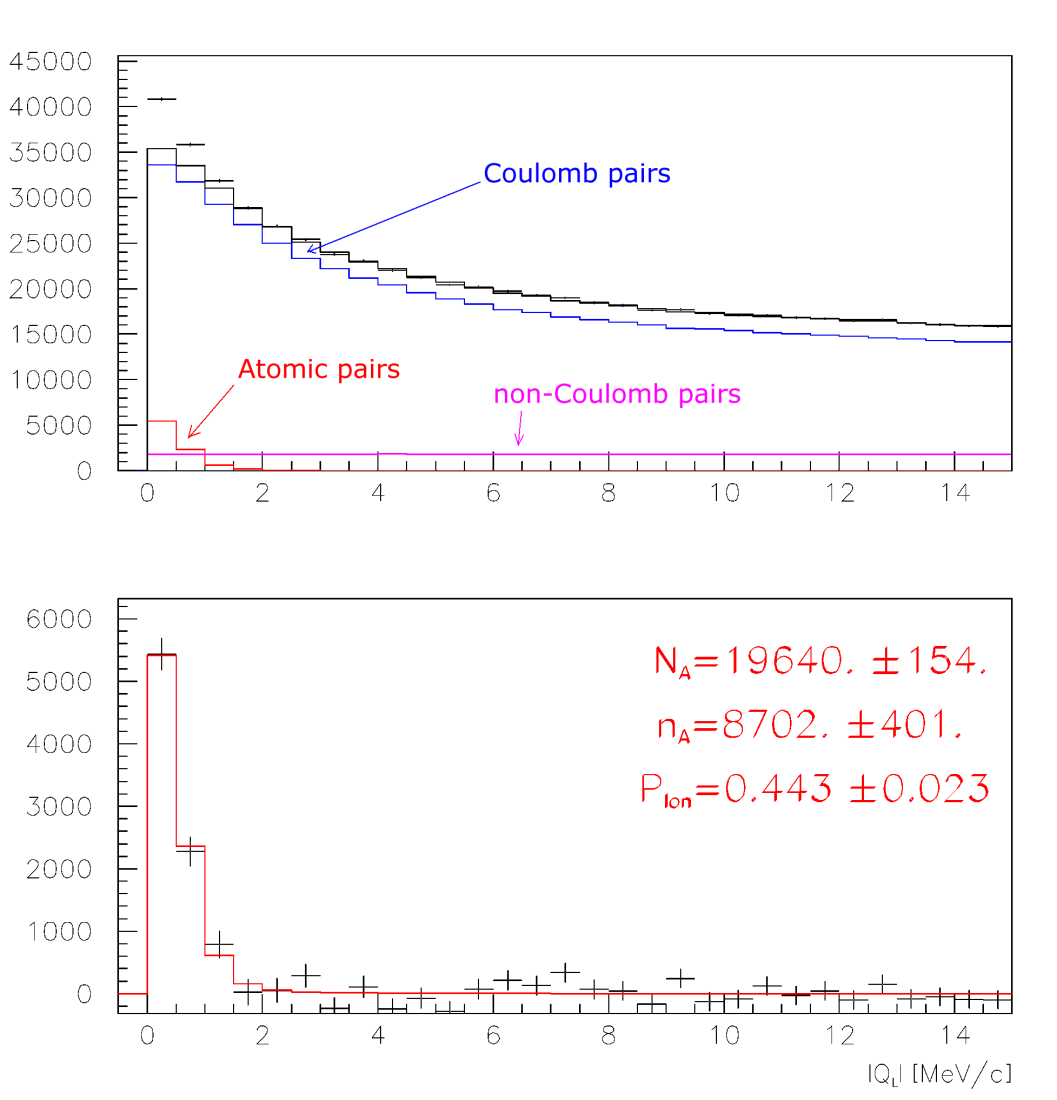 45000
40000
35000
30000
25000
20000
15000
10000
5000
0
Coulomb pairs
Atomic pairs
non-Coulomb pairs
0 2 4 6 8 10 12 14
6000
5000
4000
3000
2000
1000
0
N_A=19640. ±154.
n_A=8702. ±401.
P_lon=0.443 ±0.023
0 2 4 6 8 10 12 14
|Q_L| [MeV/c]